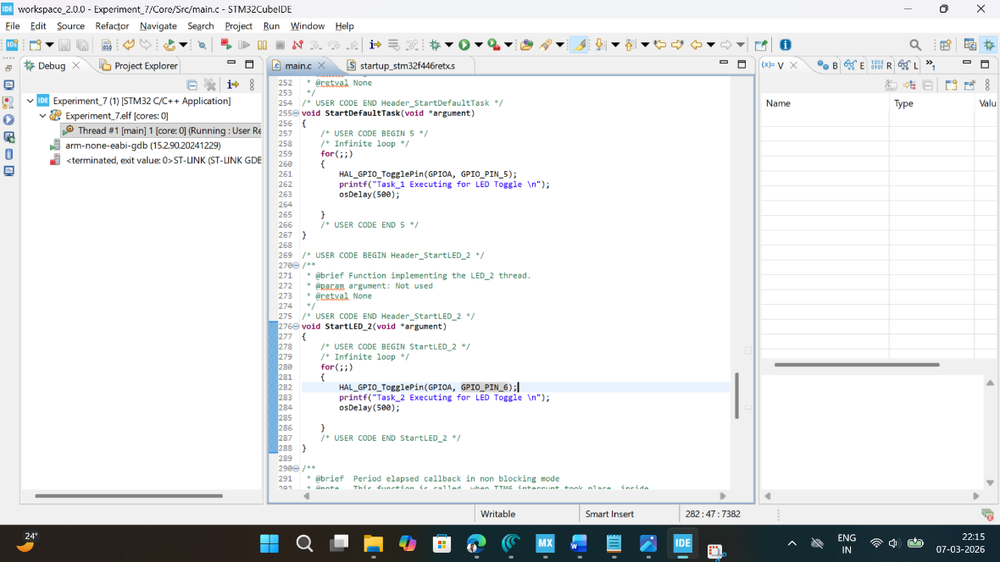 IDE workspace_2.0.0 - Experiment_7/Core/Src/main.c - STM32CubeIDE
File Edit Source Refactor Navigate Search Project Run Window Help
Debug Project Explorer
main.c startup_stm32f446retx.s
(x)= V B E R L »1
Experiment_7 (1) [STM32 C/C++ Application]
Experiment_7.elf [cores: 0]
Thread #1 [main] 1 [core: 0] (Running : User Re
arm-none-eabi-gdb (15.2.90.20241229)
<terminated, exit value: 0>ST-LINK (ST-LINK GDB
252 * @retval None
253 */
254 /* USER CODE END Header_StartDefaultTask */
255 void StartDefaultTask(void *argument)
256 {
257 /* USER CODE BEGIN 5 */
258 /* Infinite loop */
259 for(;;)
260 {
261 HAL_GPIO_TogglePin(GPIOA, GPIO_PIN_5);
262 printf("Task_1 Executing for LED Toggle \n");
263 osDelay(500);
264
265 }
266 /* USER CODE END 5 */
267 }
268
269 /* USER CODE BEGIN Header_StartLED_2 */
270 /**
271 * @brief Function implementing the LED_2 thread.
272 * @param argument: Not used
273 * @retval None
274 */
275 /* USER CODE END Header_StartLED_2 */
276 void StartLED_2(void *argument)
277 {
278 /* USER CODE BEGIN StartLED_2 */
279 /* Infinite loop */
280 for(;;)
281 {
282 HAL_GPIO_TogglePin(GPIOA, GPIO_PIN_6);
283 printf("Task_2 Executing for LED Toggle \n");
284 osDelay(500);
285
286 }
287 /* USER CODE END StartLED_2 */
288 }
289
290 /**
291 * @brief Period elapsed callback in non blocking mode
292 * @note This function is called when TIM6 interrupt took place, inside
Name Type Valu
Writable Smart Insert 282 : 47 : 7382
24°
MX
IDE
ENG
IN
22:15
07-03-2026